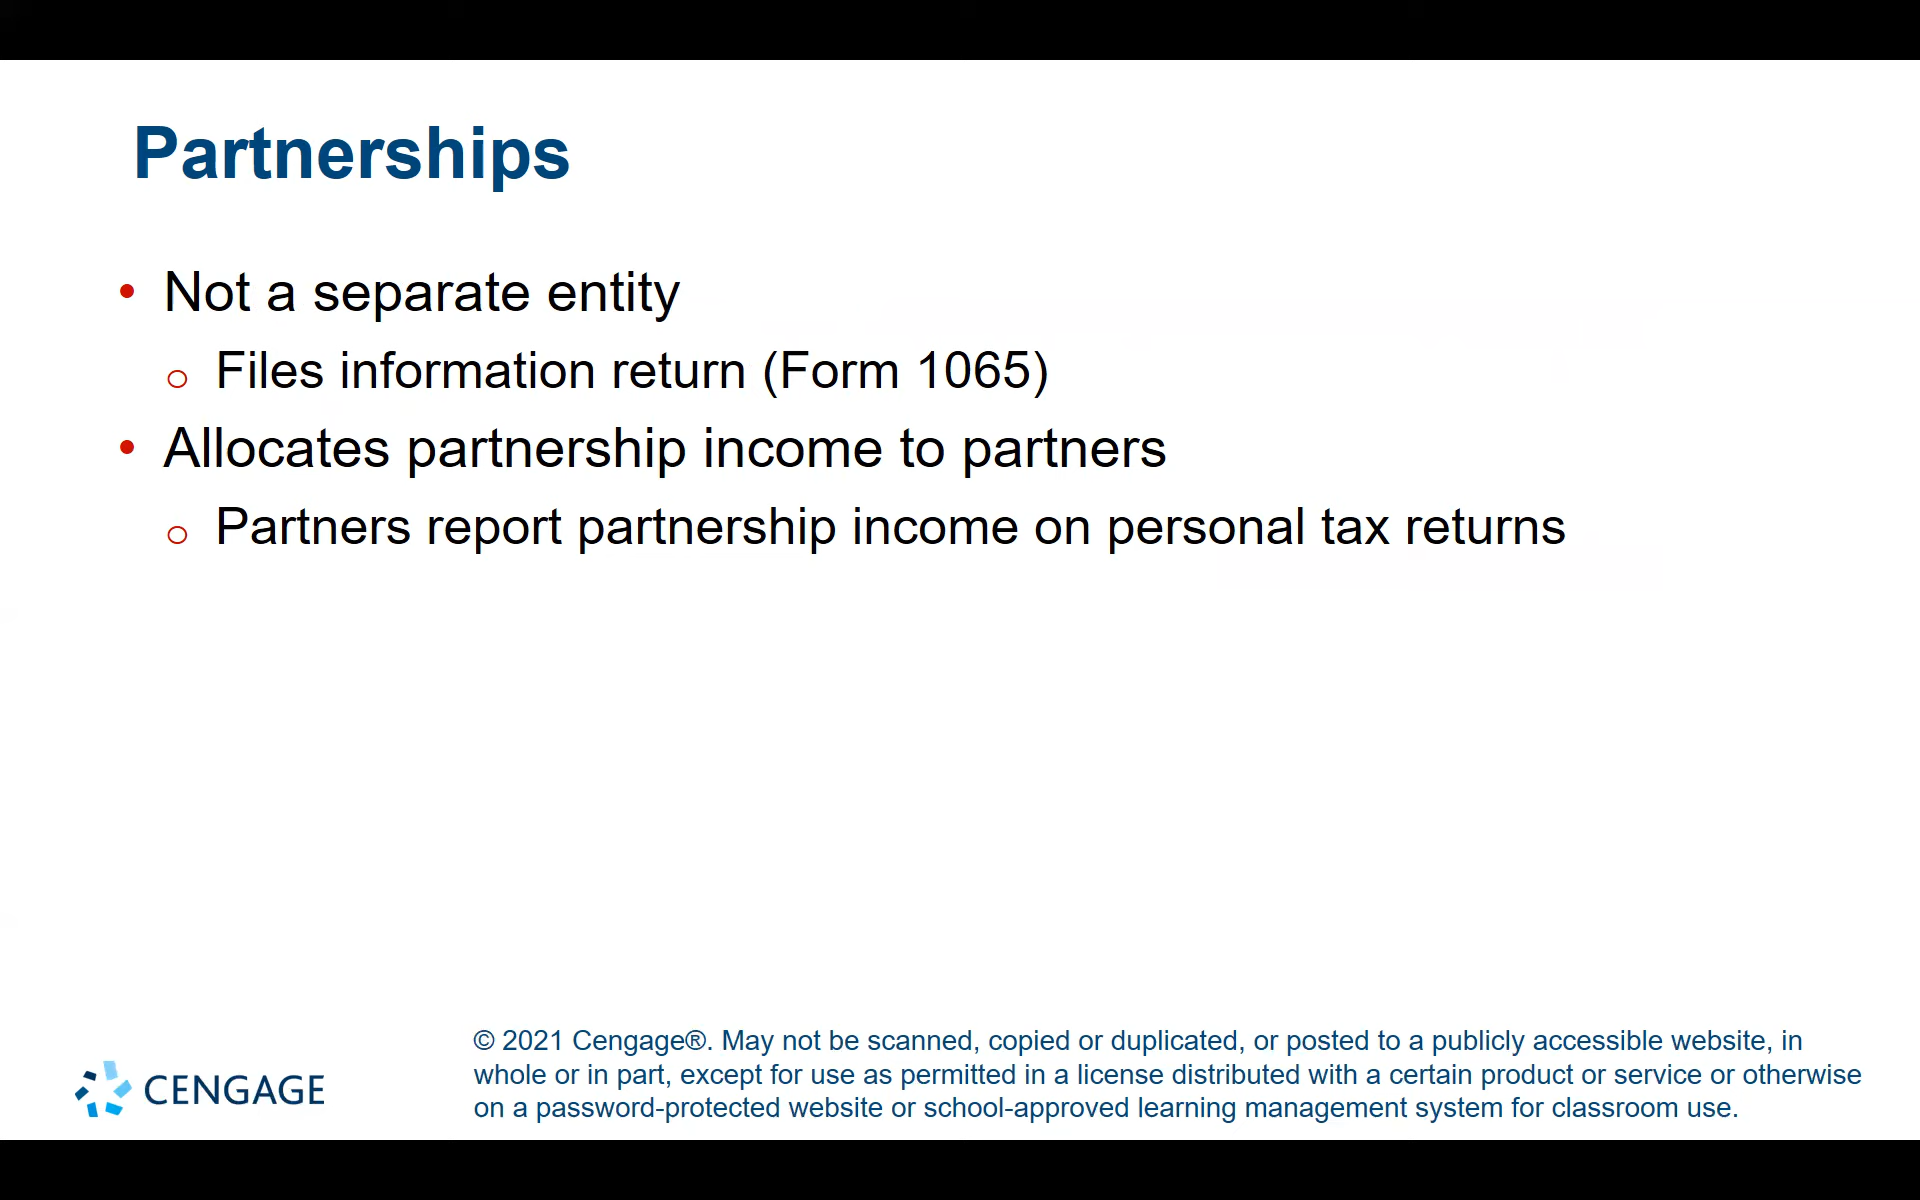 Partnerships
• Not a separate entity
o Files information return (Form 1065)
• Allocates partnership income to partners
o Partners report partnership income on personal tax returns
CENGAGE
© 2021 Cengage®. May not be scanned, copied or duplicated, or posted to a publicly accessible website, in
whole or in part, except for use as permitted in a license distributed with a certain product or service or otherwise
on a password-protected website or school-approved learning management system for classroom use.